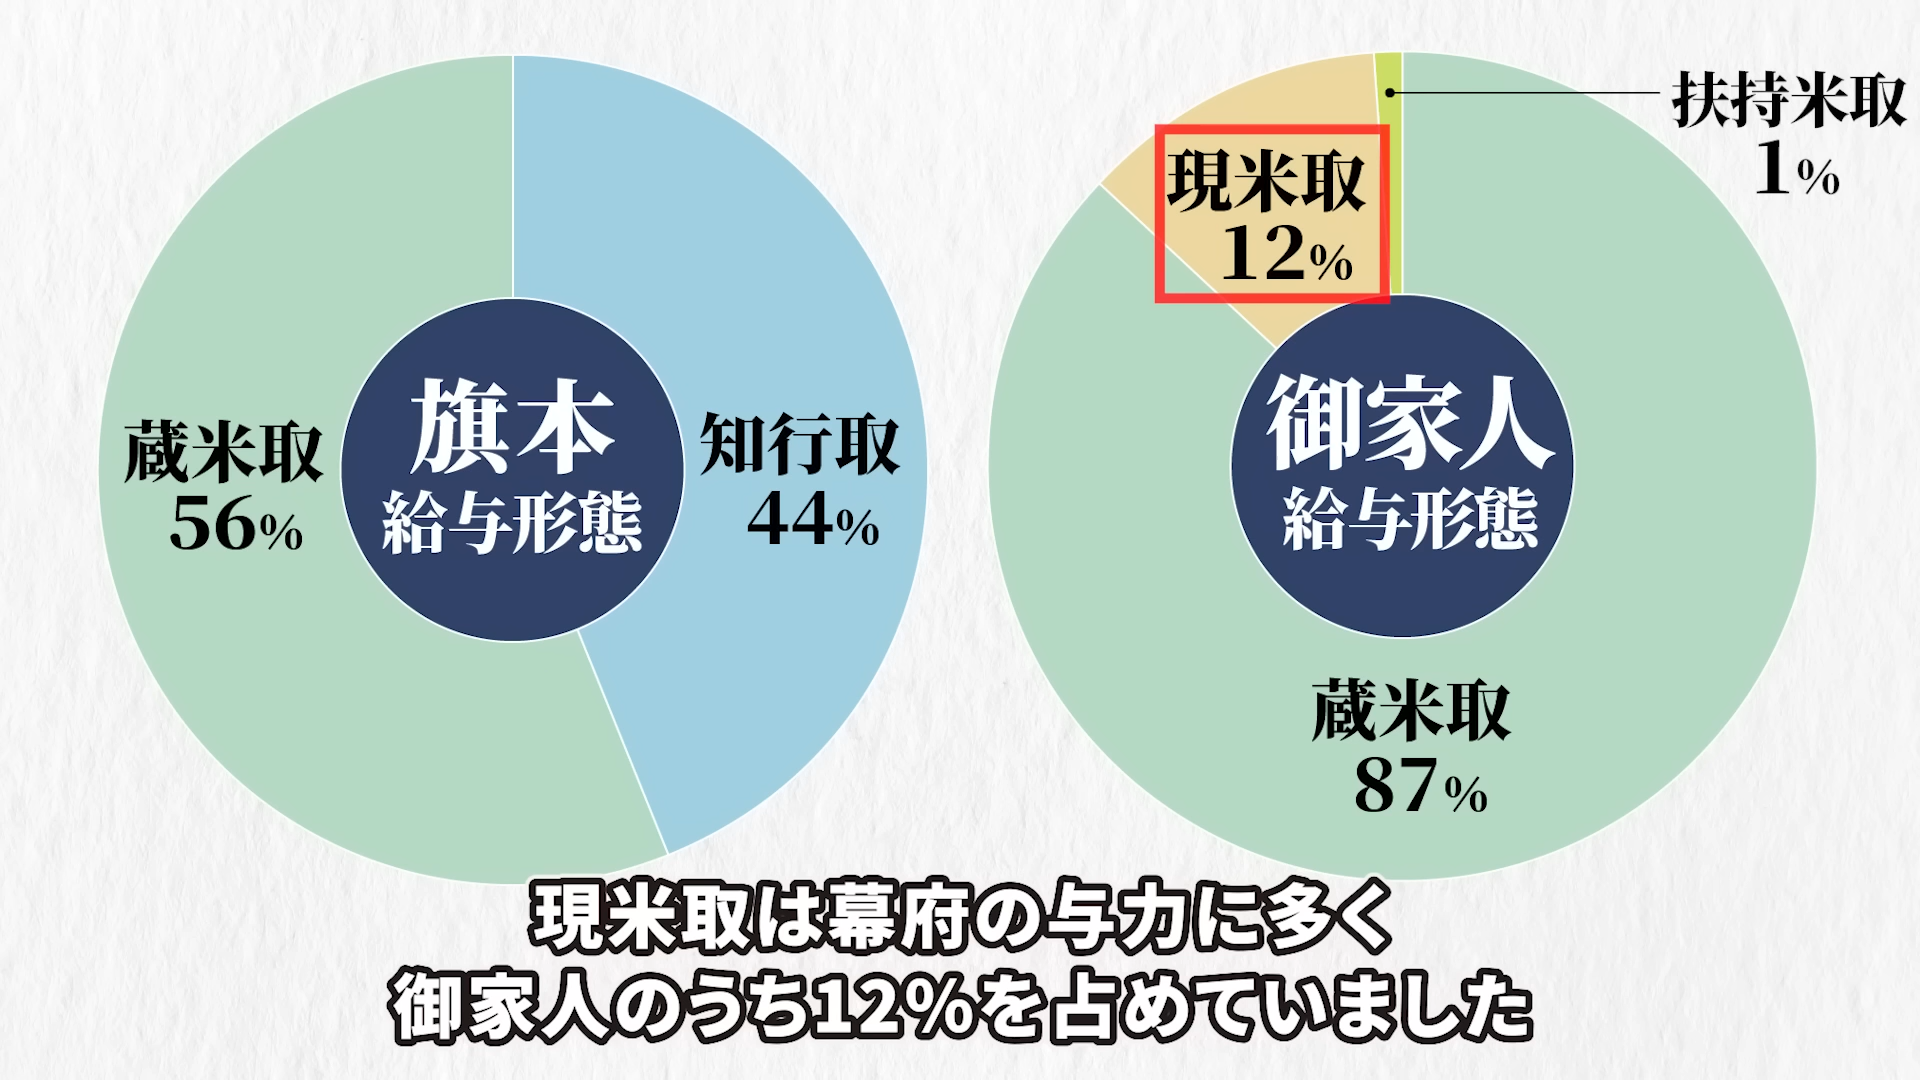 蔵米取
56%
旗本
給与形態
知行取
44%
現米取
12%
扶持米取
1%
御家人
給与形態
蔵米取
87%
現米取は幕府の与力に多く
御家人のうち12%を占めていました